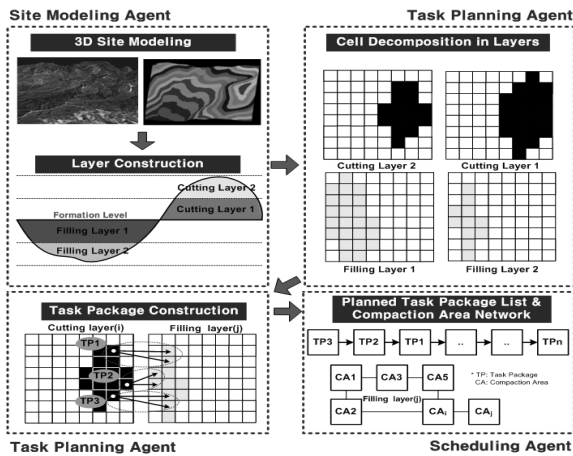 Site Modeling Agent
Task Planning Agent
3D Site Modeling
Cell Decomposition in Layers
Layer Construction
Cutting Layer 2
Cutting Layer 1
Cutting Layer 2
Formation Level
Cutting Layer 1
Filling Layer 1
Filling Layer 2
Filling Layer 1
Filling Layer 2
Task Package Construction
Planned Task Package List &
Compaction Area Network
Cutting layer(i)
Filling layer(j)
TP1
TP2
TP3
TP3
TP2
TP1
..
..
TPn
CA1
CA3
CA5
* TP: Task Package
CA: Compaction Area
Filling layer(j)
CA2
CAi
CAj
Task Planning Agent
Scheduling Agent